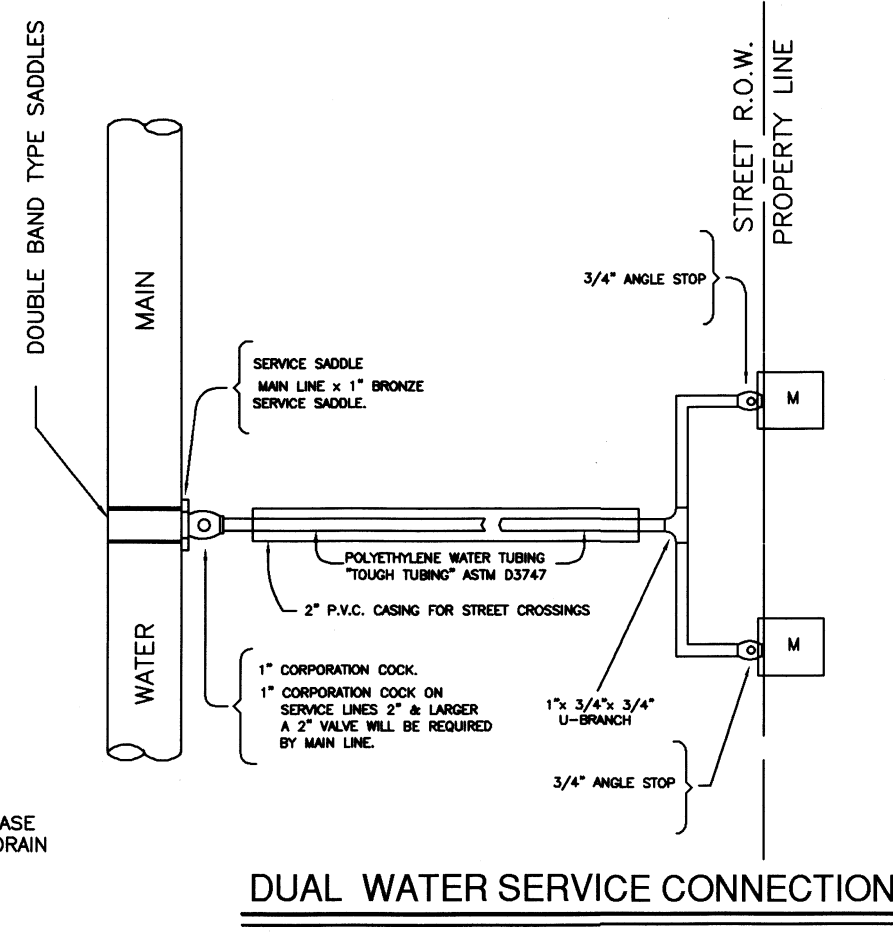 DOUBLE BAND TYPE SADDLES
STREET R.O.W.
PROPERTY LINE
3/4" ANGLE STOP
MAIN
SERVICE SADDLE
MAIN LINE x 1" BRONZE
SERVICE SADDLE.
M
POLYETHYLENE WATER TUBING
"TOUGH TUBING" ASTM D3747
2" P.V.C. CASING FOR STREET CROSSINGS
WATER
M
1" CORPORATION COCK.
1" CORPORATION COCK ON
SERVICE LINES 2" & LARGER
A 2" VALVE WILL BE REQUIRED
BY MAIN LINE.
1"x 3/4"x 3/4"
U-BRANCH
3/4" ANGLE STOP
ASE
DRAIN
DUAL WATER SERVICE CONNECTION